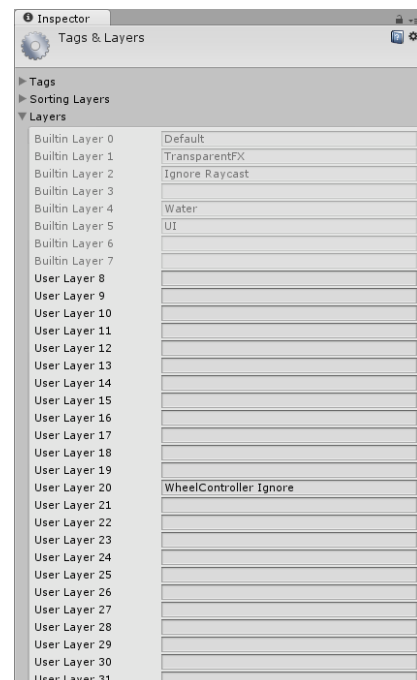 Inspector
Tags & Layers
Tags
Sorting Layers
Layers
Builtin Layer 0 Default
Builtin Layer 1 TransparentFX
Builtin Layer 2 Ignore Raycast
Builtin Layer 3
Builtin Layer 4 Water
Builtin Layer 5 UI
Builtin Layer 6
Builtin Layer 7
User Layer 8
User Layer 9
User Layer 10
User Layer 11
User Layer 12
User Layer 13
User Layer 14
User Layer 15
User Layer 16
User Layer 17
User Layer 18
User Layer 19
User Layer 20 WheelController Ignore
User Layer 21
User Layer 22
User Layer 23
User Layer 24
User Layer 25
User Layer 26
User Layer 27
User Layer 28
User Layer 29
User Layer 30
User Layer 31